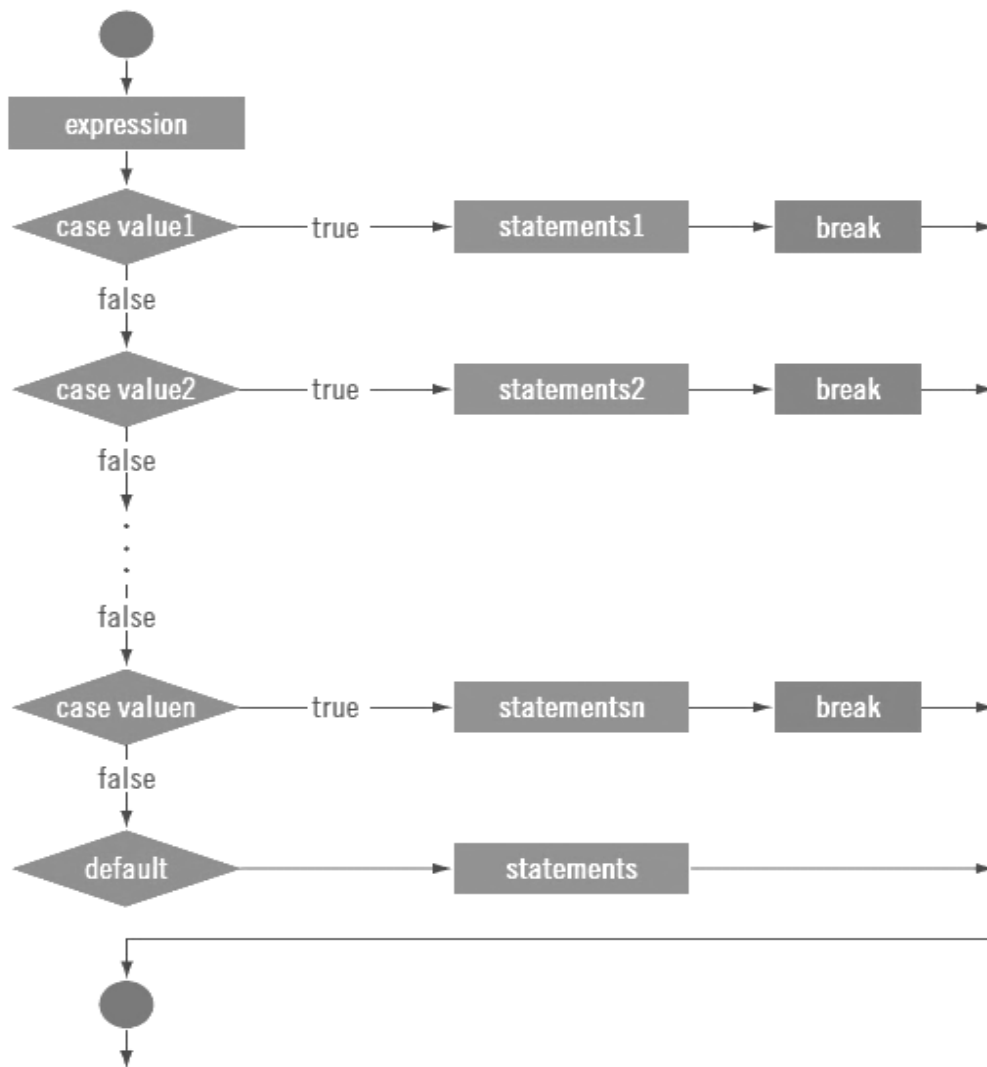 expression
case value1
true
statements1
break
false
case value2
true
statements2
break
false
false
case valuen
true
statementsn
break
false
default
statements